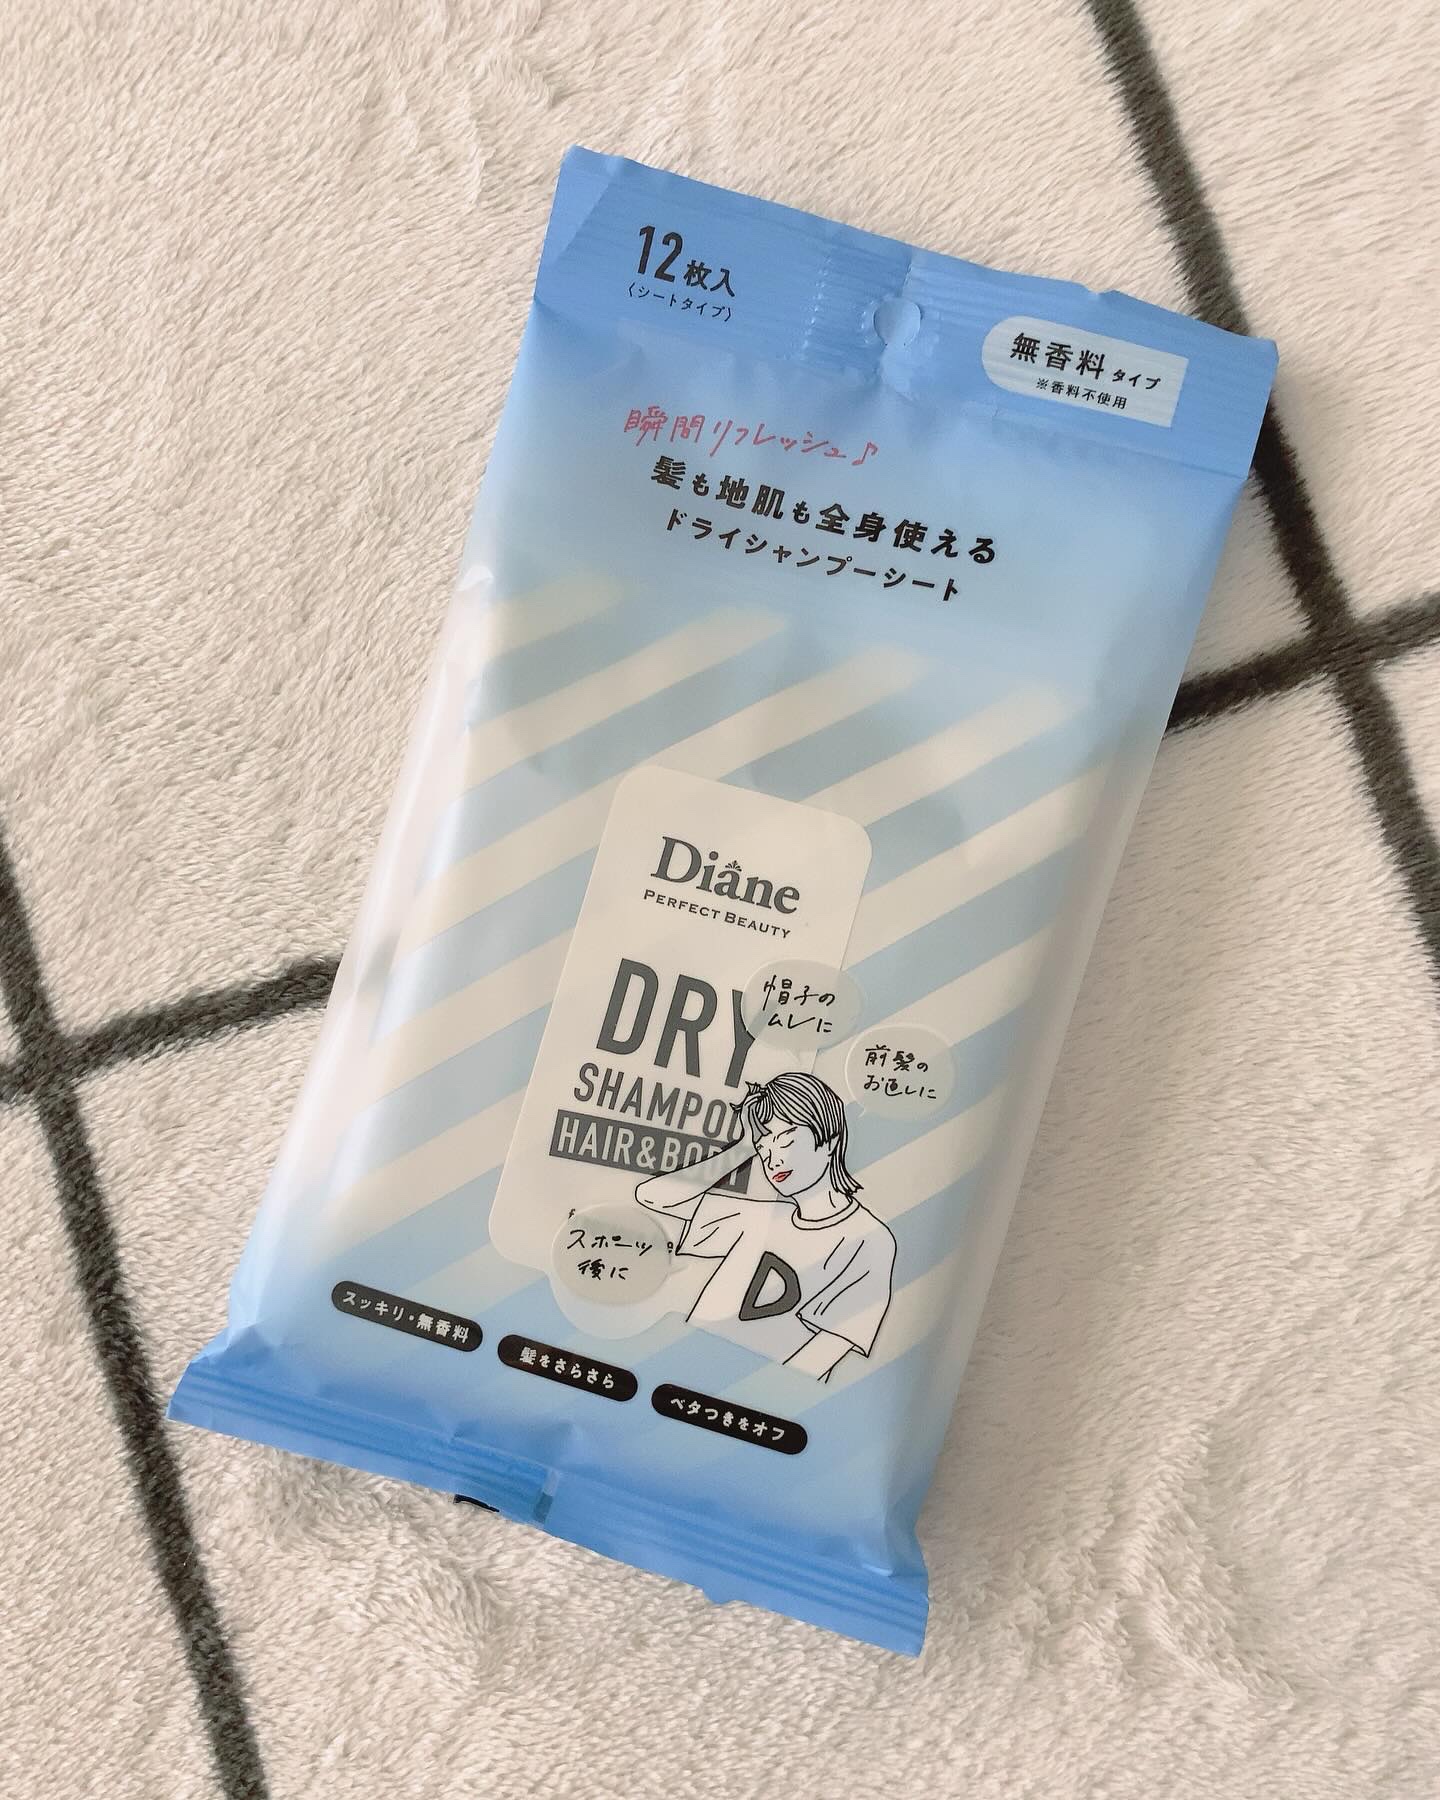 12枚入
〈シートタイプ〉
無香料タイプ
※香料不使用
瞬間リフレッシュ♪
髪も地肌も全身使える
ドライシャンプーシート
Diane
PERFECT BEAUTY
DRY
SHAMPOO
HAIR&BODY
帽子の
ムレに
前髪の
お直しに
スポーツ
後に
D
スッキリ・無香料
髪をさらさら
ベタつきをオフ